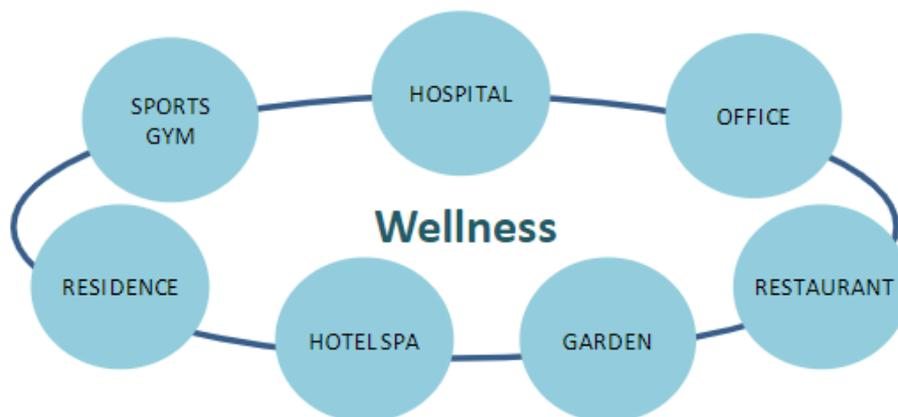 SPORTS
GYM
HOSPITAL
OFFICE
Wellness
RESIDENCE
HOTEL SPA
GARDEN
RESTAURANT